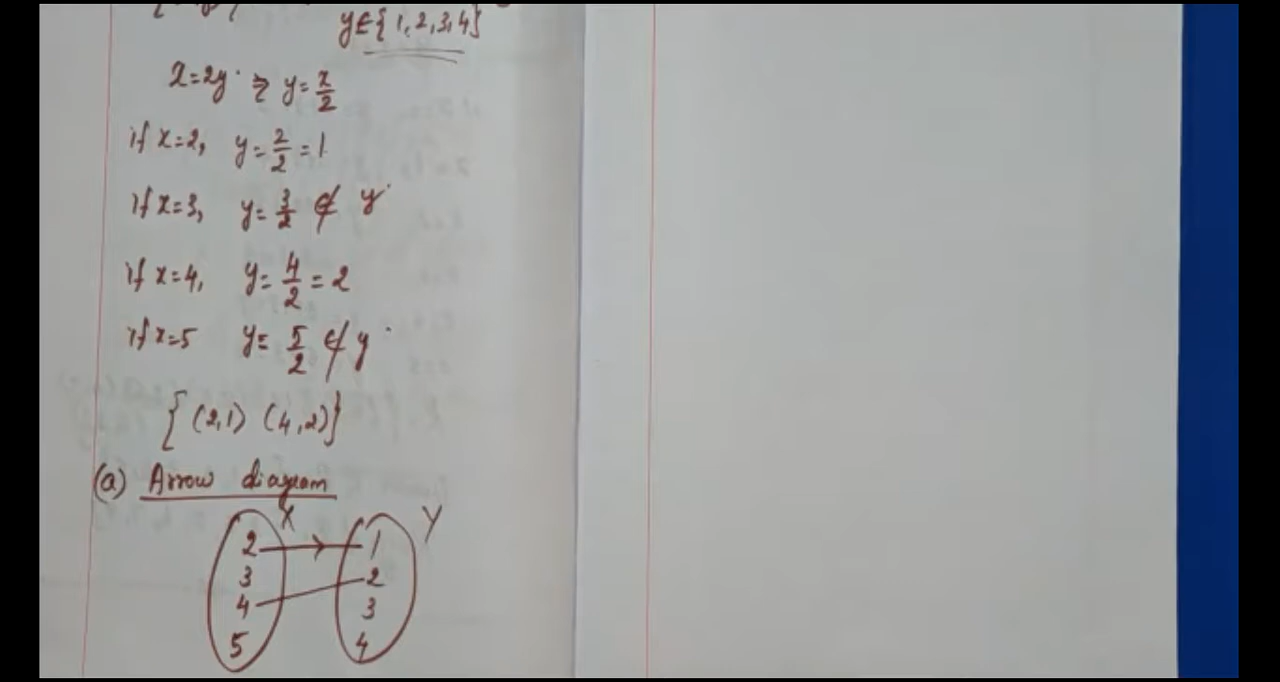 y∈{1,2,3,4}
x=2y ⇒ y=x/2
if x=2, y=2/2=1
if x=3, y=3/2 ∉ y
if x=4, y=4/2=2
if x=5 y=5/2 ∉ y
{(2,1) (4,2)}
(a) Arrow diagram
X Y
2 1
3 2
4 3
5 4